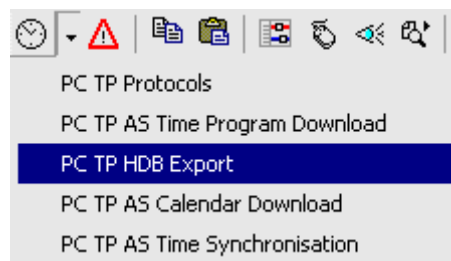 PC TP Protocols
PC TP AS Time Program Download
PC TP HDB Export
PC TP AS Calendar Download
PC TP AS Time Synchronisation